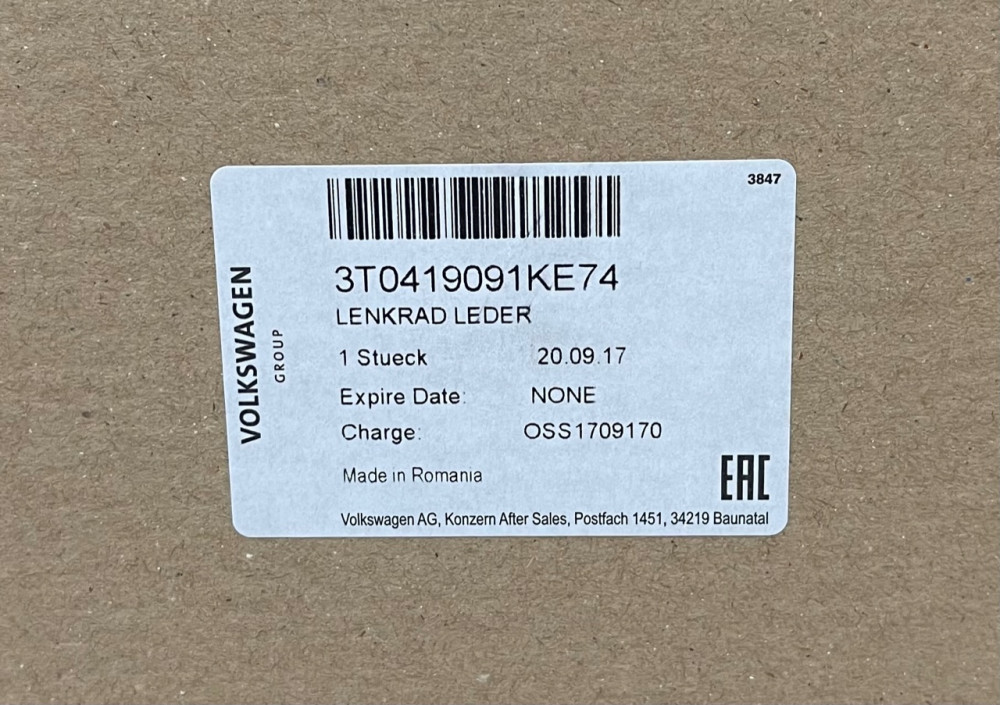 3847
3T0419091KE74
LENKRAD LEDER
1 Stueck 20.09.17
Expire Date: NONE
Charge: OSS1709170
Made in Romania
EAC
Volkswagen AG, Konzern After Sales, Postfach 1451, 34219 Baunatal
VOLKSWAGEN
GROUP